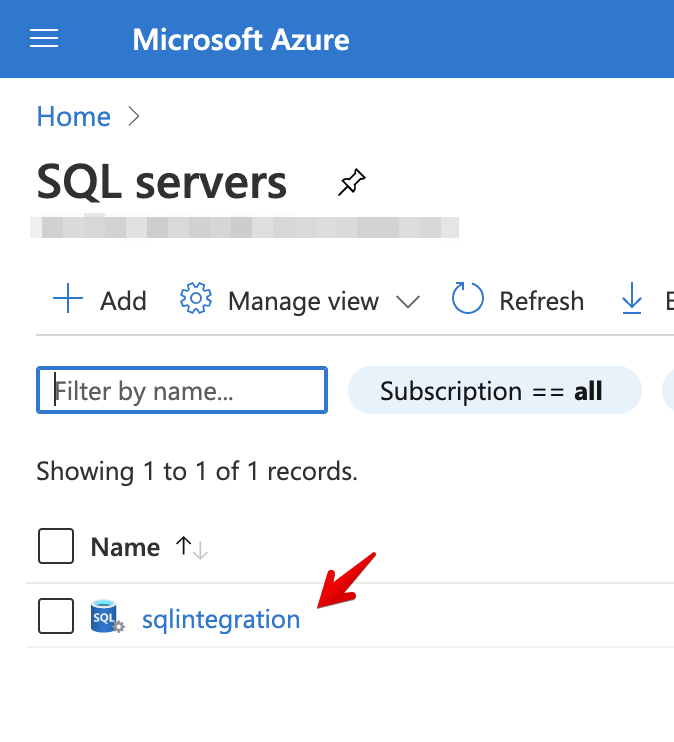 Microsoft Azure
Home
SQL servers
Add Manage view Refresh
Filter by name... Subscription == all
Showing 1 to 1 of 1 records.
Name
SQL sqlintegration